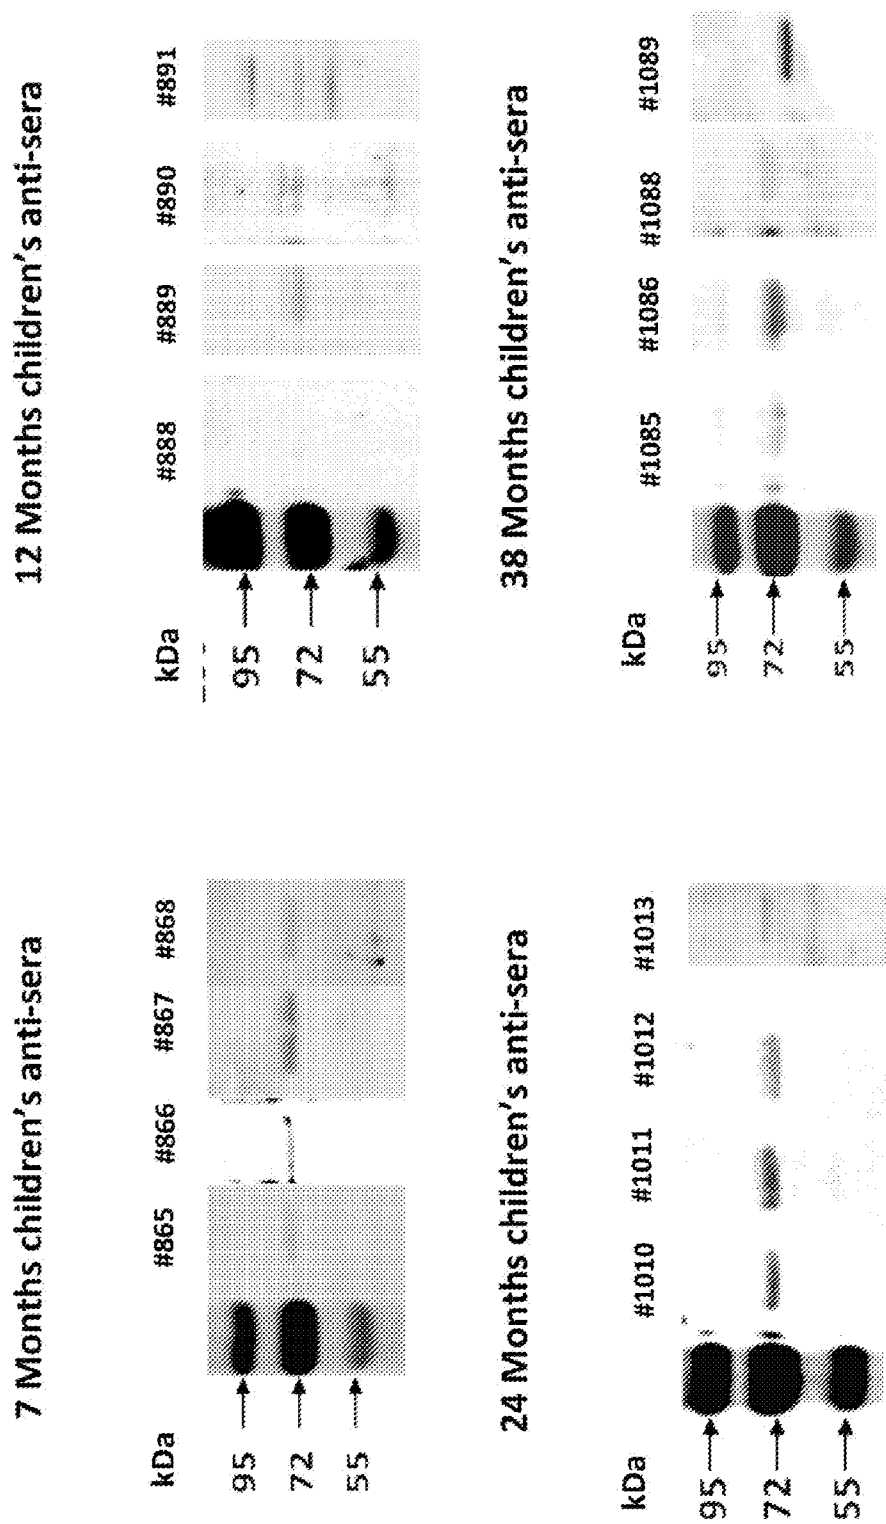 7 Months children's anti-sera
kDa #865 #866 #867 #868
95
72
55
12 Months children's anti-sera
kDa #888 #889 #890 #891
95
72
55
24 Months children's anti-sera
kDa #1010 #1011 #1012 #1013
95
72
55
38 Months children's anti-sera
kDa #1085 #1086 #1088 #1089
95
72
55